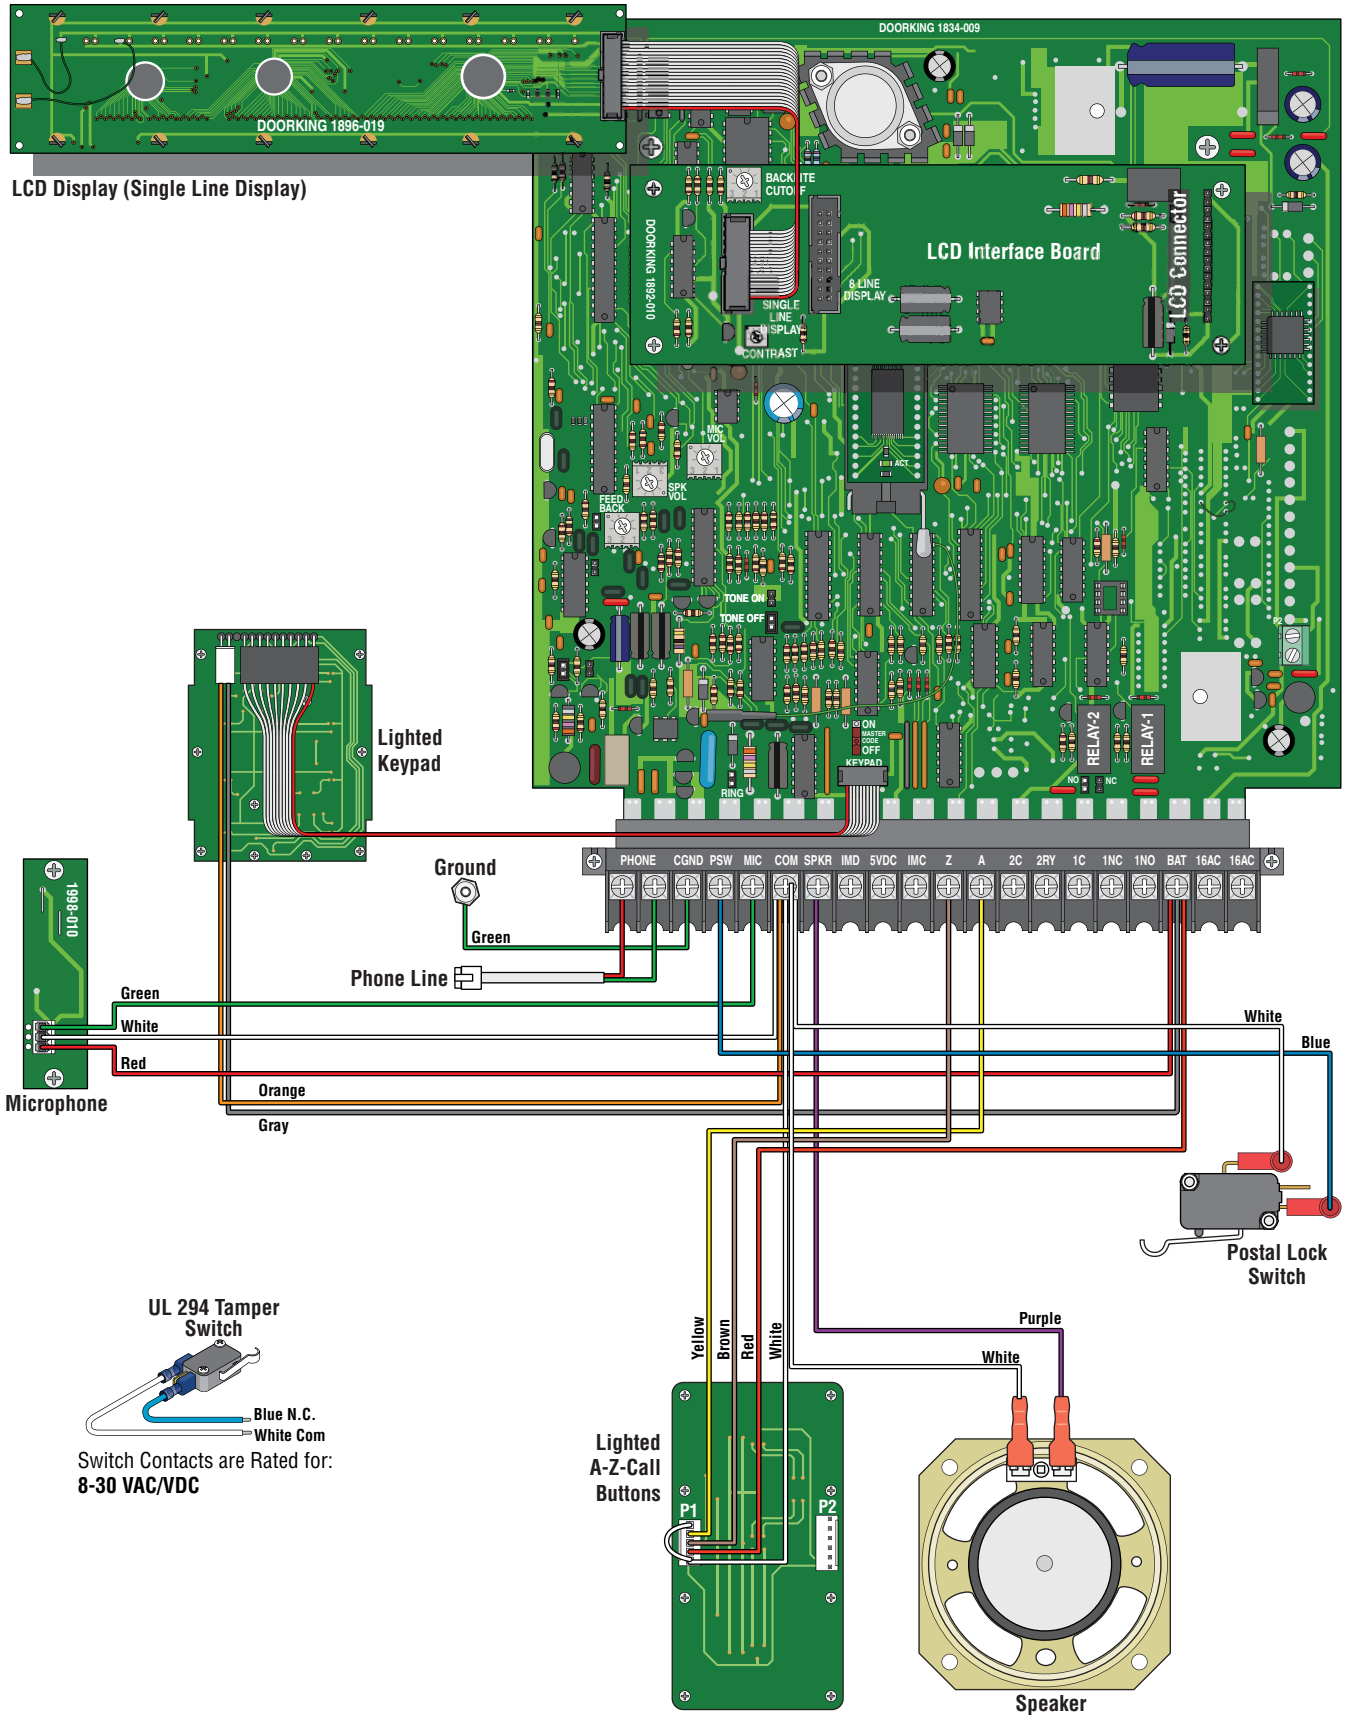 DOORKING 1834-009
DOORKING 1896-019
LCD Display (Single Line Display)
BACKLITE
CUTOFF
DOORKING 1892-010
LCD Interface Board
LCD Connector
8 LINE
DISPLAY
SINGLE
LINE
DISPLAY
CONTRAST
MIC
VOL
SPK
VOL
FEED
BACK
ACT
TONE ON
TONE OFF
P2
ON
MASTER
CODE
OFF
KEYPAD
RING
RELAY-2
RELAY-1
NO
NC
Lighted
Keypad
PHONE CGND PSW MIC COM SPKR IMD 5VDC IMC Z A 2C 2RY 1C 1NC 1NO BAT 16AC 16AC
Ground
Green
Phone Line
1998-010
Green
White
Red
Microphone
Orange
Gray
White
Blue
Postal Lock
Switch
UL 294 Tamper
Switch
Blue N.C.
White Com
Switch Contacts are Rated for:
8-30 VAC/VDC
Yellow
Brown
Red
White
Purple
White
Lighted
A-Z-Call
Buttons
P1
P2
Speaker